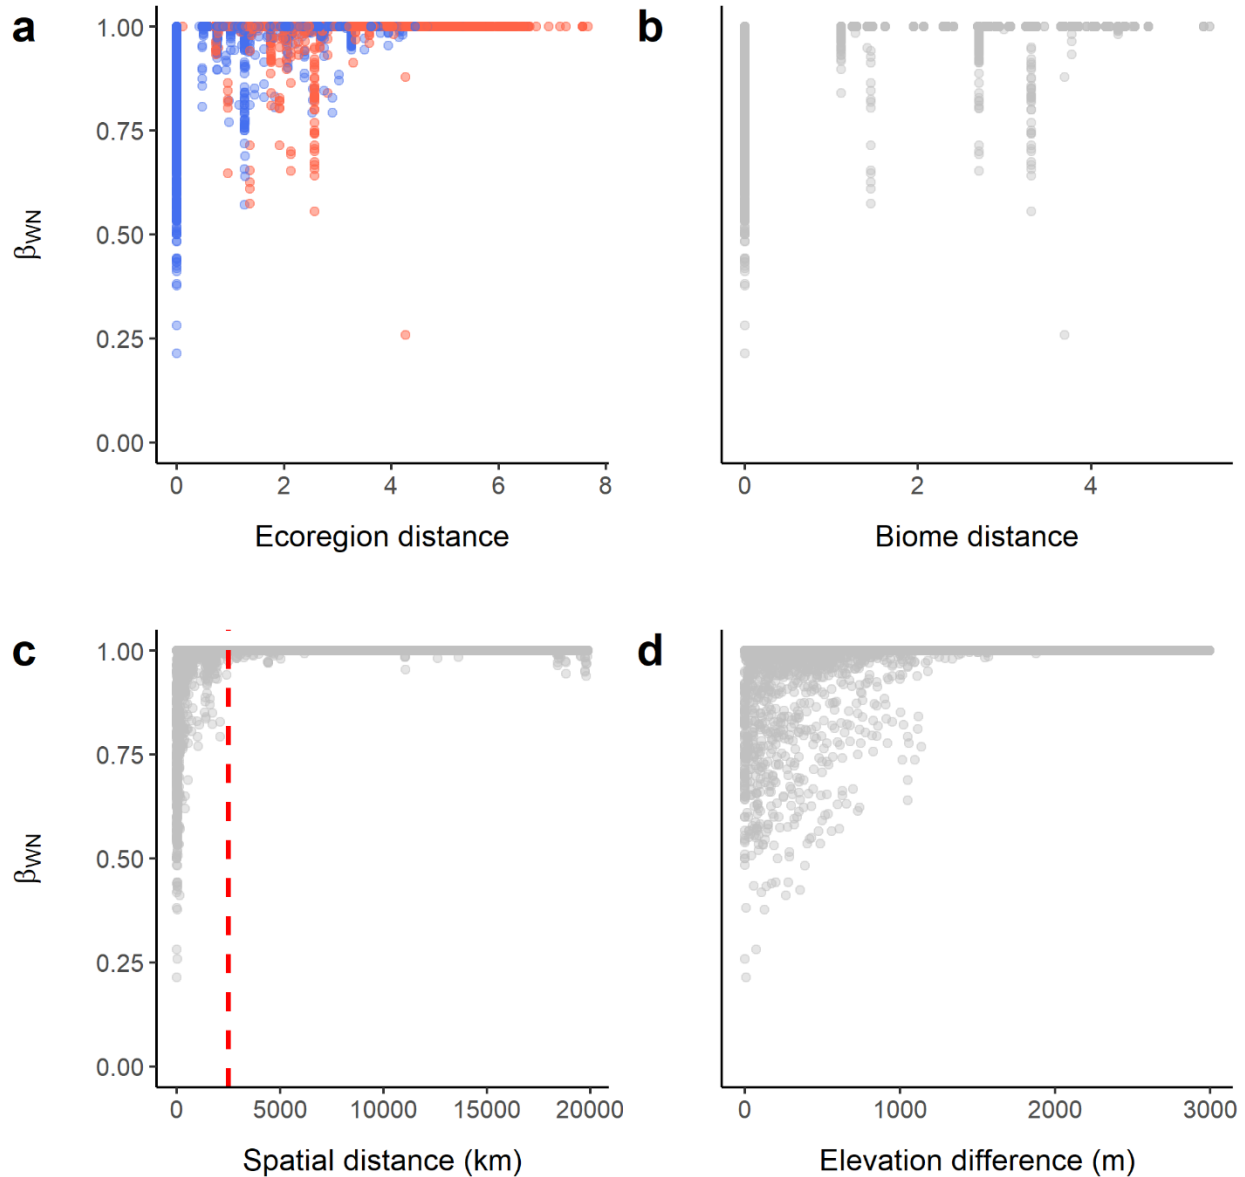 a
b
1.00
0.75
0.50
0.25
0.00
βWN
0 2 4 6 8
0 2 4
Ecoregion distance
Biome distance
c
d
1.00
0.75
0.50
0.25
0.00
βWN
0 5000 10000 15000 20000
0 1000 2000 3000
Spatial distance (km)
Elevation difference (m)